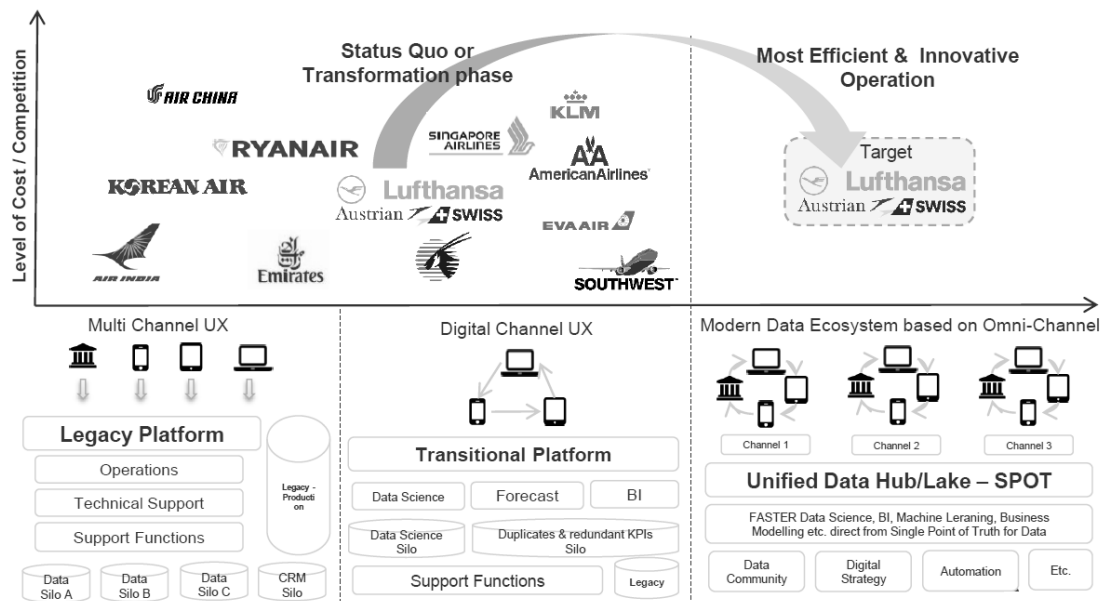 Level of Cost / Competition
Status Quo or
Transformation phase
Most Efficient & Innovative
Operation
AIR CHINA
RYANAIR
KOREAN AIR
AIR INDIA
Emirates
SINGAPORE
AIRLINES
Lufthansa
Austrian
SWISS
KLM
AA
AmericanAirlines®
EVA AIR
SOUTHWEST
Target
Lufthansa
Austrian
SWISS
Multi Channel UX
Legacy Platform
Operations
Technical Support
Support Functions
Legacy -
Producti
on
Data
Silo A
Data
Silo B
Data
Silo C
CRM
Silo
Digital Channel UX
Transitional Platform
Data Science
Forecast
BI
Data Science
Silo
Duplicates & redundant KPIs
Silo
Support Functions
Legacy
Modern Data Ecosystem based on Omni-Channel
Channel 1
Channel 2
Channel 3
Unified Data Hub/Lake – SPOT
FASTER Data Science, BI, Machine Leraning, Business
Modelling etc. direct from Single Point of Truth for Data
Data
Community
Digital
Strategy
Automation
Etc.